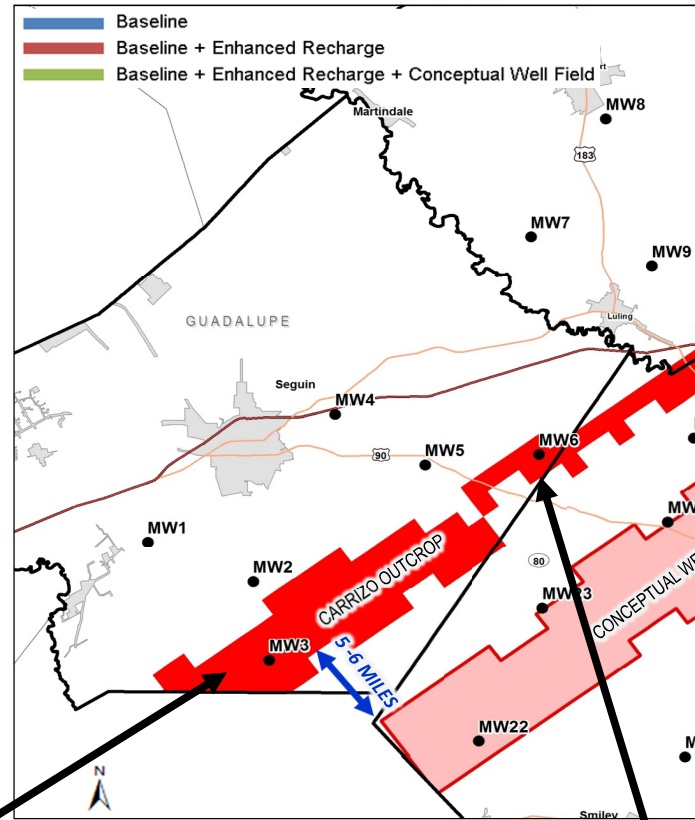 Baseline
Baseline + Enhanced Recharge
Baseline + Enhanced Recharge + Conceptual Well Field
Martindale
MW8
183
MW7
MW9
Luling
GUADALUPE
Seguin
MW4
90
MW5
MW6
MW1
MW2
80
CARRIZO OUTCROP
MW3
5 -6 MILES
CONCEPTUAL WE
MW22
N
Smiley